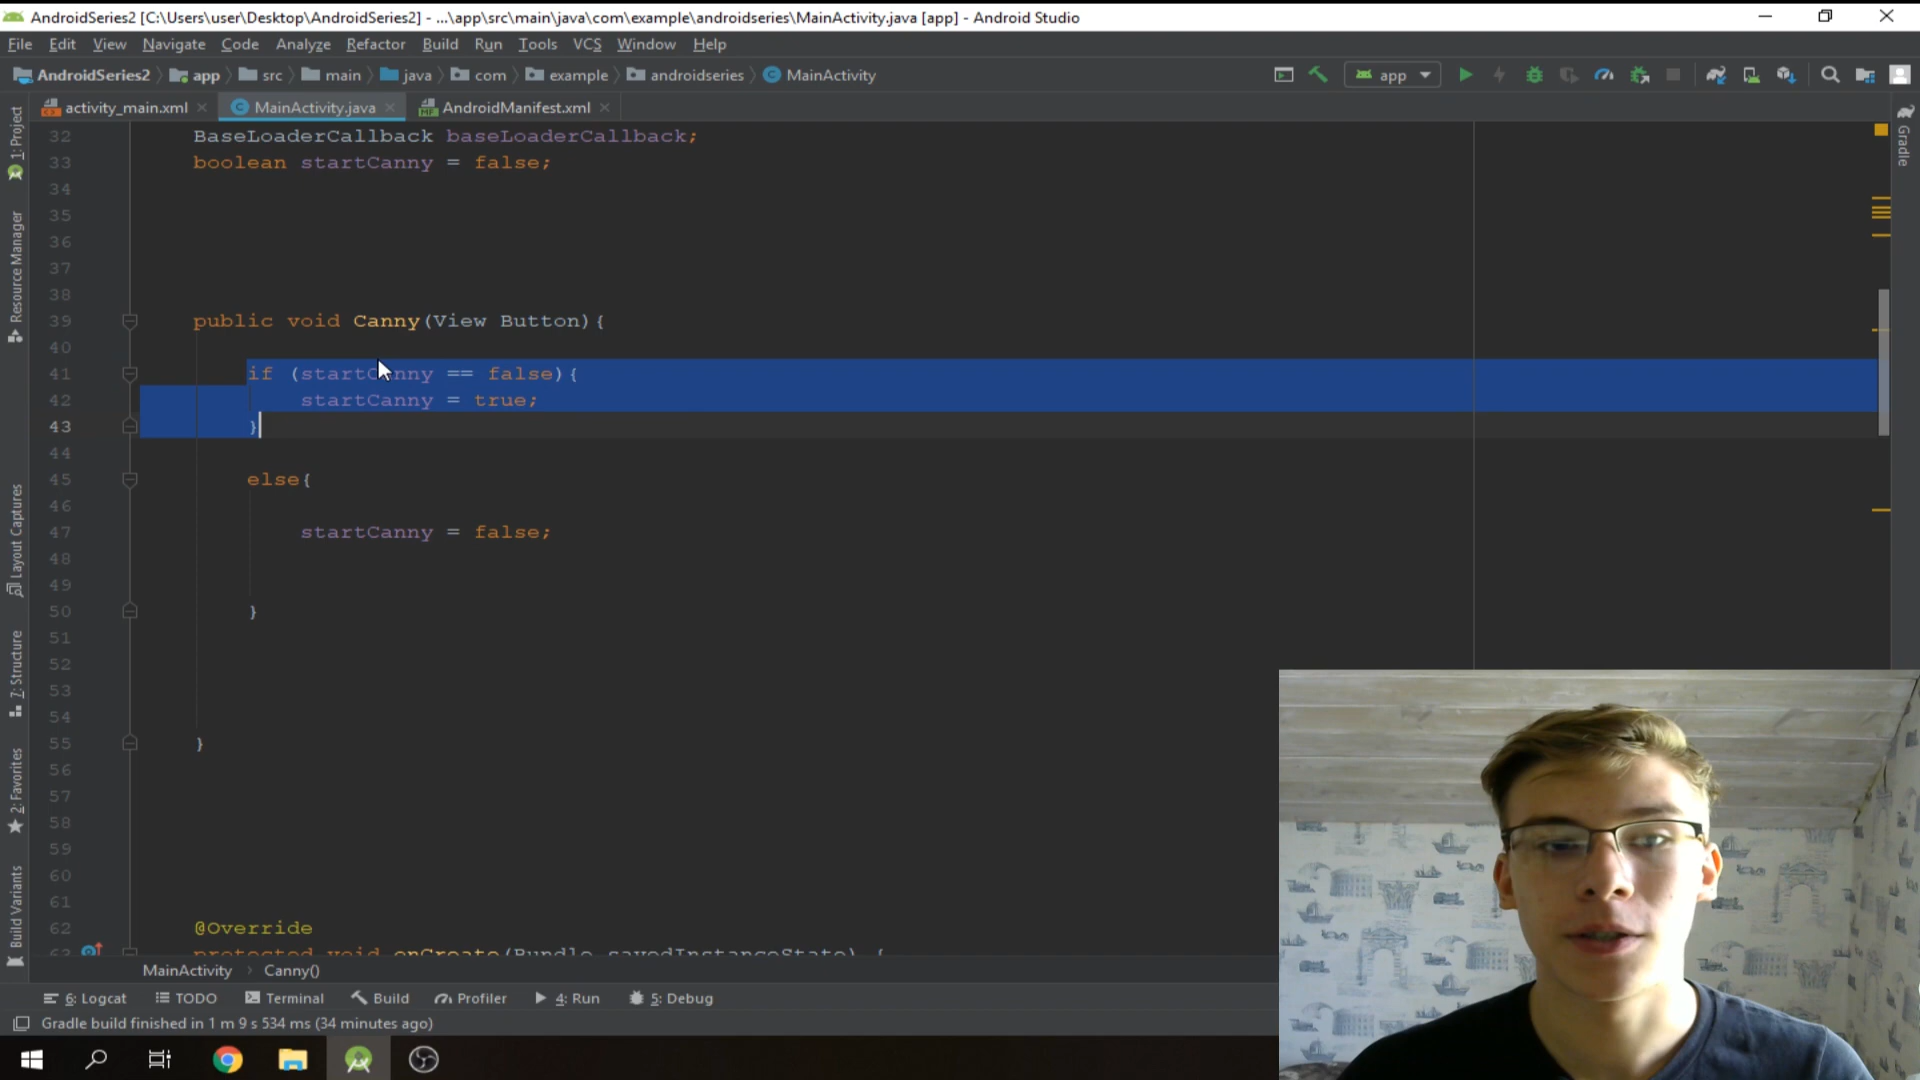 AndroidSeries2 [C:\Users\user\Desktop\AndroidSeries2] - ...\app\src\main\java\com\example\androidseries\MainActivity.java [app] - Android Studio
File Edit View Navigate Code Analyze Refactor Build Run Tools VCS Window Help
AndroidSeries2 app src main java com example androidseries MainActivity app
activity_main.xml MainActivity.java AndroidManifest.xml
1: Project
Resource Manager
Layout Captures
7: Structure
2: Favorites
Build Variants
Gradle
32 BaseLoaderCallback baseLoaderCallback;
33 boolean startCanny = false;
34
35
36
37
38
39 public void Canny(View Button){
40
41 if (startCanny == false){
42 startCanny = true;
43 }
44
45 else{
46
47 startCanny = false;
48
49
50 }
51
52
53
54
55 }
56
57
58
59
60
61
62 @Override
63 protected void onCreate(Bundle savedInstanceState) {
MainActivity Canny()
6: Logcat TODO Terminal Build Profiler 4: Run 5: Debug
Gradle build finished in 1 m 9 s 534 ms (34 minutes ago)